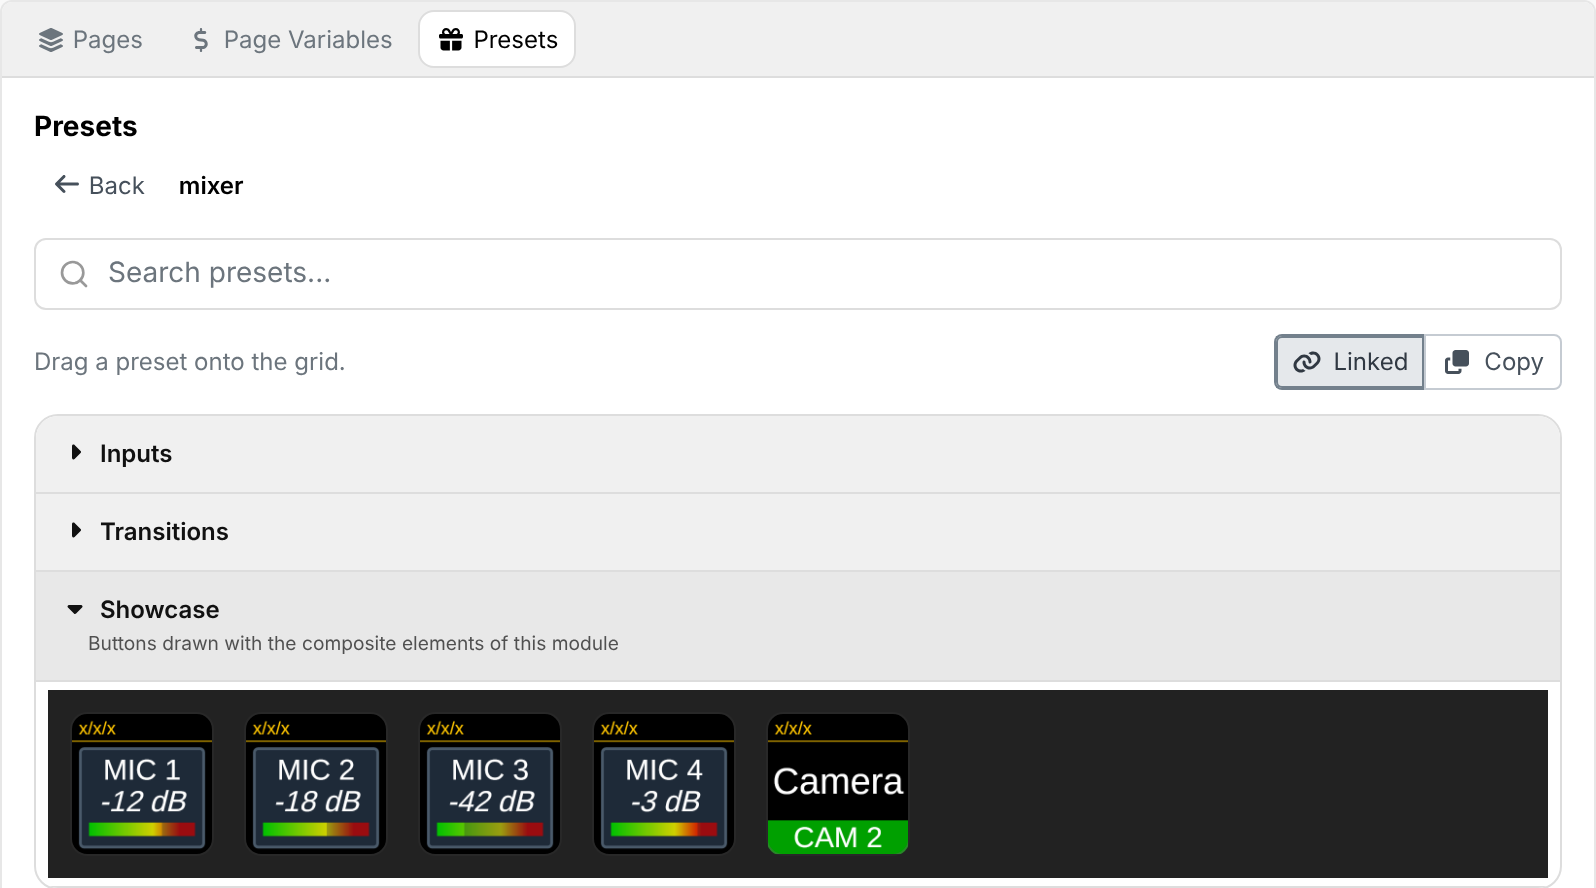 Pages
Page Variables
Presets
Presets
Back
mixer
Search presets...
Drag a preset onto the grid.
Linked
Copy
Inputs
Transitions
Showcase
Buttons drawn with the composite elements of this module
x/x/x
MIC 1
-12 dB
x/x/x
MIC 2
-18 dB
x/x/x
MIC 3
-42 dB
x/x/x
MIC 4
-3 dB
x/x/x
Camera
CAM 2